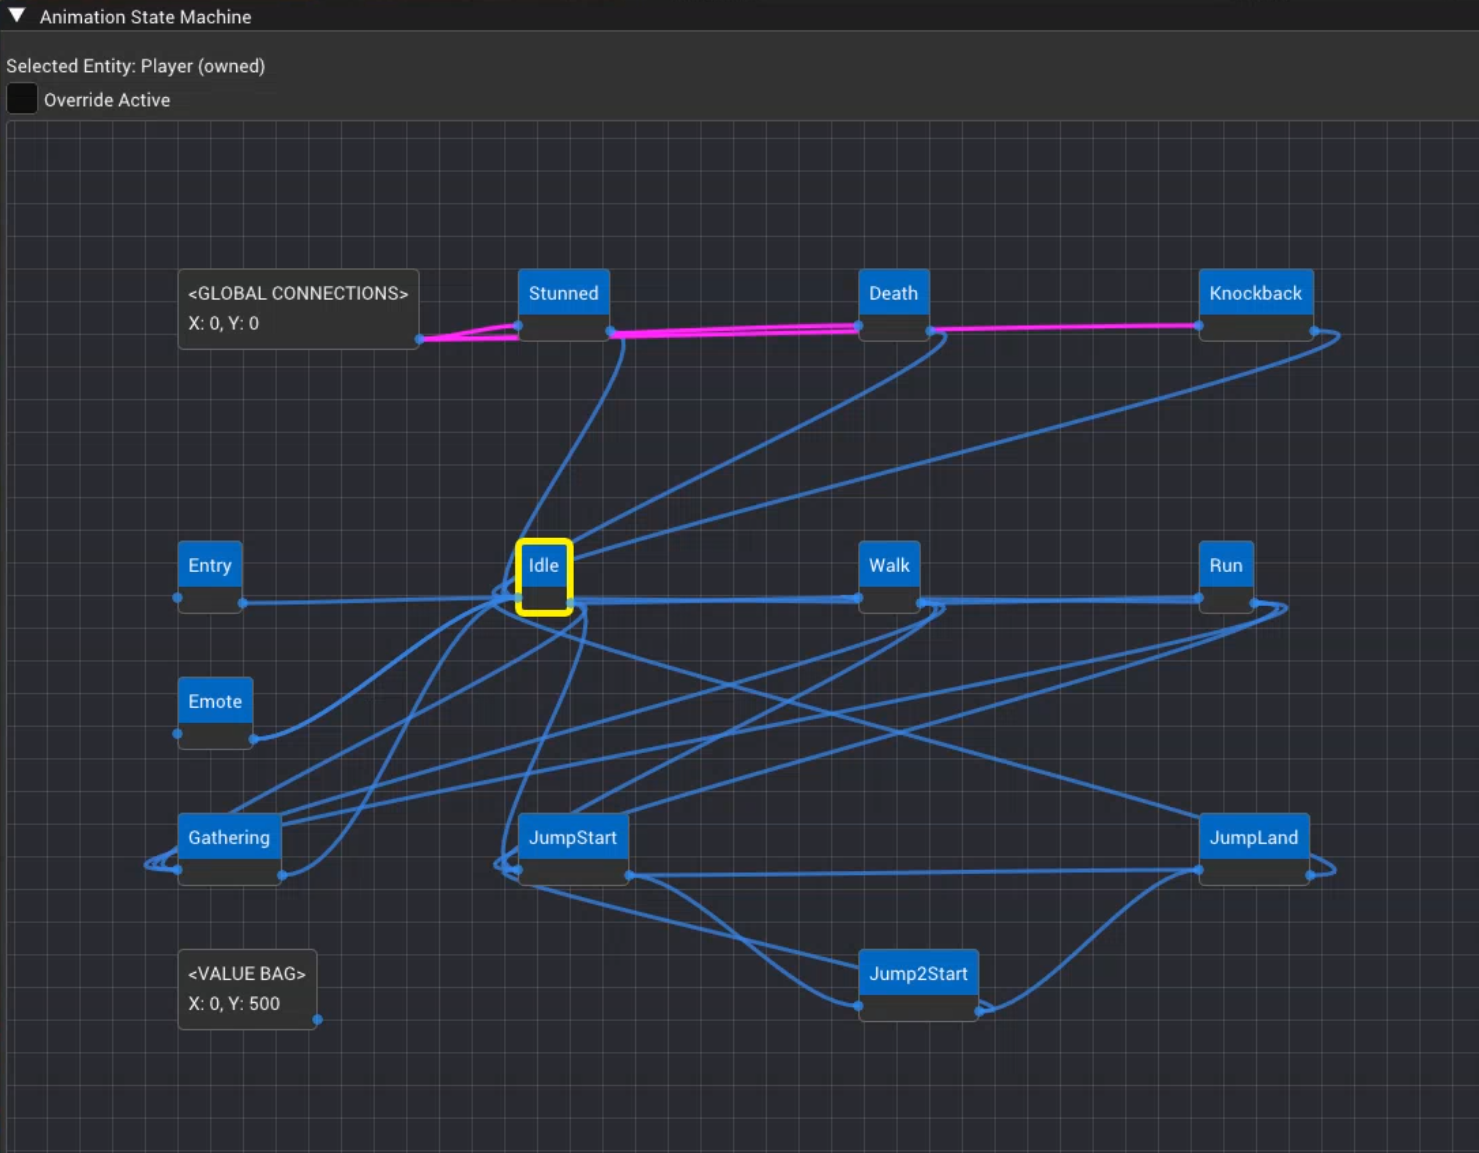 Animation State Machine
Selected Entity: Player (owned)
Override Active
<GLOBAL CONNECTIONS>
X: 0, Y: 0
Stunned
Death
Knockback
Entry
Idle
Walk
Run
Emote
Gathering
JumpStart
JumpLand
<VALUE BAG>
X: 0, Y: 500
Jump2Start